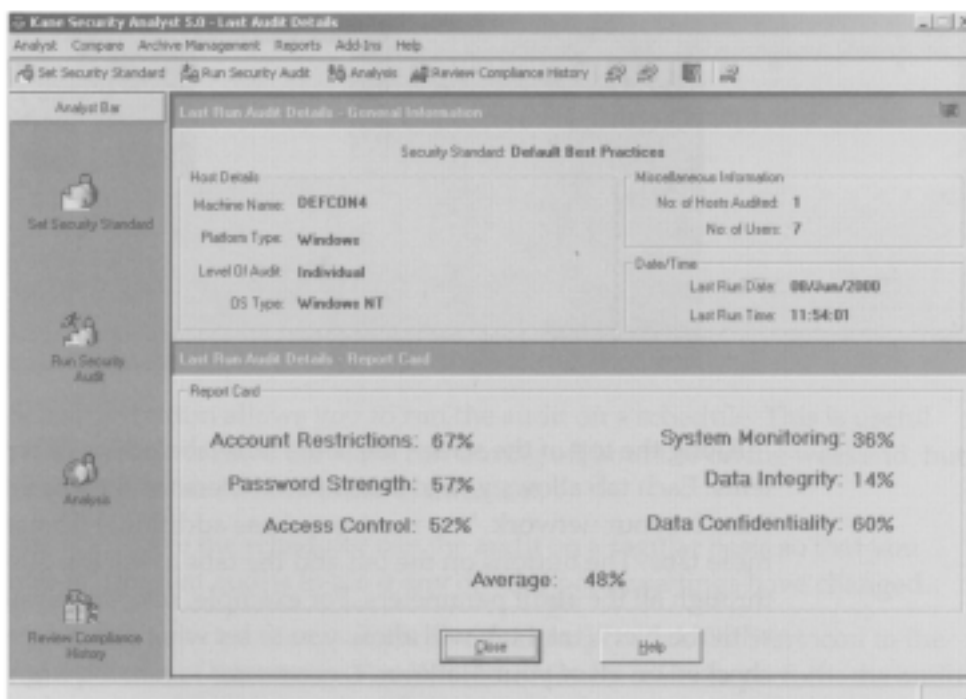 Kane Security Analyst 5.0 - Last Audit Details
Analyst Compare Archive Management Reports Add-Ins Help
Set Security Standard Run Security Audit Analysis Review Compliance History
Analyst Bar
Set Security Standard
Run Security
Audit
Analysis
Review Compliance
History
Last Run Audit Details - General Information
Security Standard: Default Best Practices
Host Details
Machine Name: DEFCON4
Platform Type: Windows
Level Of Audit: Individual
OS Type: Windows NT
Miscellaneous Information
No. of Hosts Audited: 1
No. of Users: 7
Date/Time
Last Run Date: 08/Jun/2000
Last Run Time: 11:54:01
Last Run Audit Details - Report Card
Report Card
Account Restrictions: 67%
Password Strength: 57%
Access Control: 52%
System Monitoring: 36%
Data Integrity: 14%
Data Confidentiality: 60%
Average: 48%
Close
Help